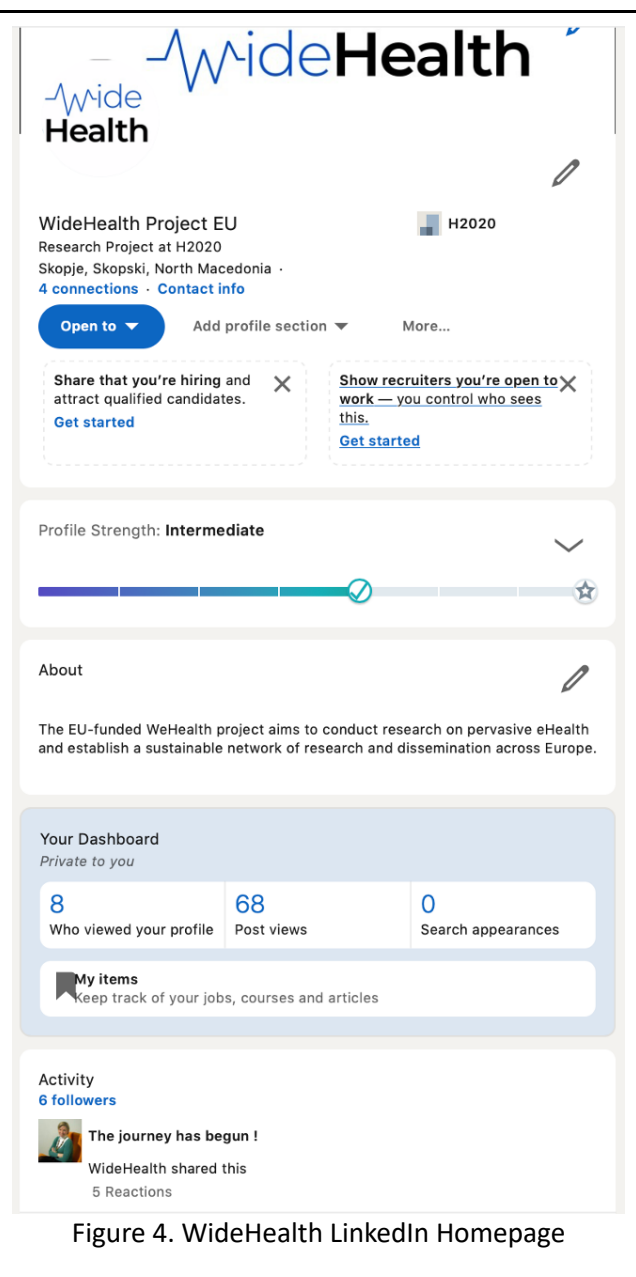 WideHealth
Wide
Health
WideHealth Project EU
H2020
Research Project at H2020
Skopje, Skopski, North Macedonia ·
4 connections · Contact info
Open to
Add profile section
More...
Share that you're hiring and
attract qualified candidates.
Get started
Show recruiters you're open to
work — you control who sees
this.
Get started
Profile Strength: Intermediate
About
The EU-funded WeHealth project aims to conduct research on pervasive eHealth
and establish a sustainable network of research and dissemination across Europe.
Your Dashboard
Private to you
8
68
0
Who viewed your profile
Post views
Search appearances
My items
Keep track of your jobs, courses and articles
Activity
6 followers
The journey has begun !
WideHealth shared this
5 Reactions
Figure 4. WideHealth LinkedIn Homepage